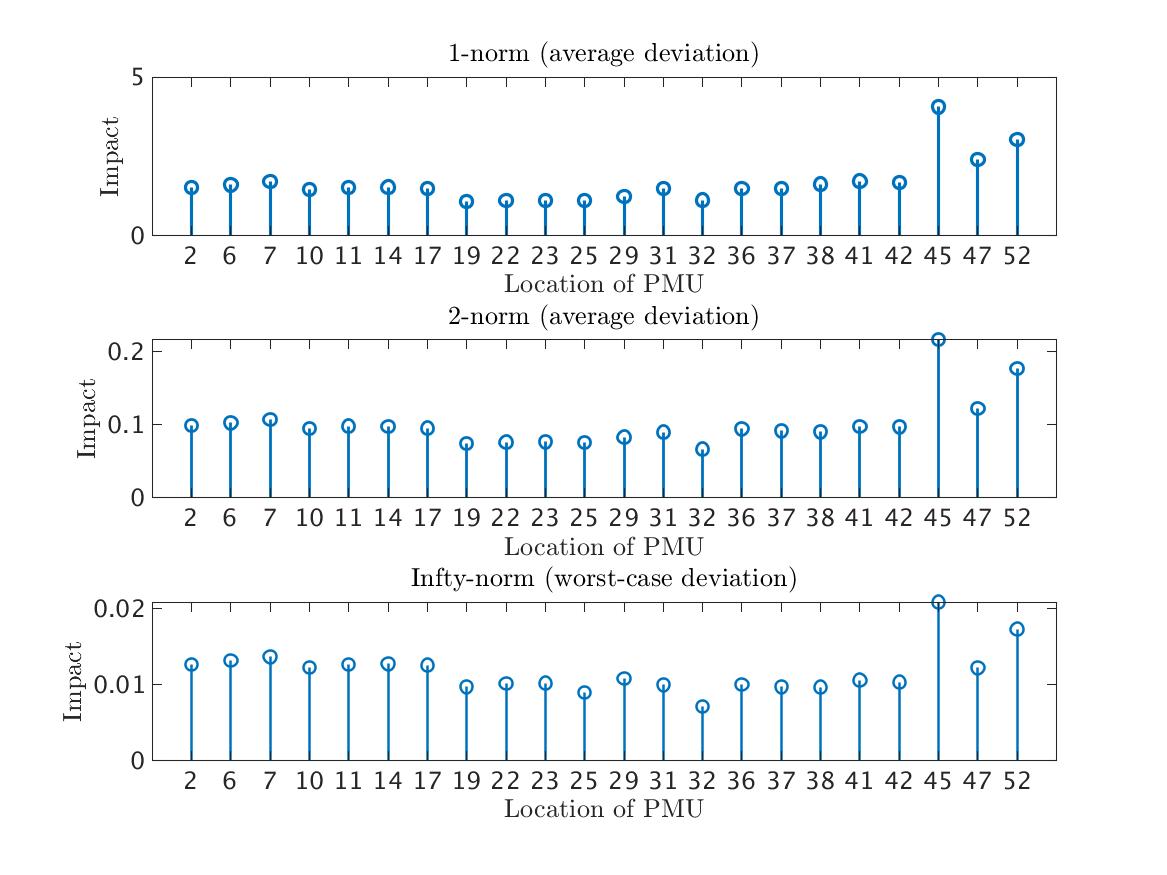 1-norm (average deviation)
5
Impact
0
2 6 7 10 11 14 17 19 22 23 25 29 31 32 36 37 38 41 42 45 47 52
Location of PMU
2-norm (average deviation)
0.2
0.1
Impact
0
2 6 7 10 11 14 17 19 22 23 25 29 31 32 36 37 38 41 42 45 47 52
Location of PMU
Infty-norm (worst-case deviation)
0.02
0.01
Impact
0
2 6 7 10 11 14 17 19 22 23 25 29 31 32 36 37 38 41 42 45 47 52
Location of PMU